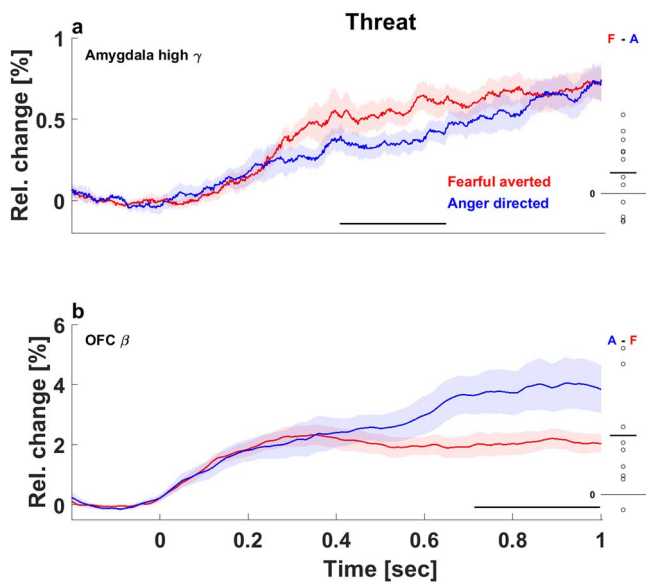 Threat
a
F - A
1
Amygdala high γ
0.5
0
Rel. change [%]
Fearful averted
Anger directed
0
b
6
OFC β
A - F
4
2
0
Rel. change [%]
0
0 0.2 0.4 0.6 0.8 1
Time [sec]